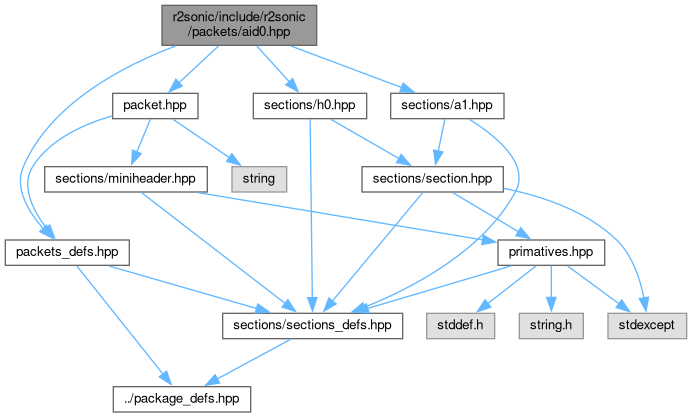 r2sonic/include/r2sonic
/packets/aid0.hpp
packet.hpp
sections/h0.hpp
sections/a1.hpp
sections/miniheader.hpp
string
sections/section.hpp
packets_defs.hpp
primatives.hpp
sections/sections_defs.hpp
stddef.h
string.h
stdexcept
../package_defs.hpp